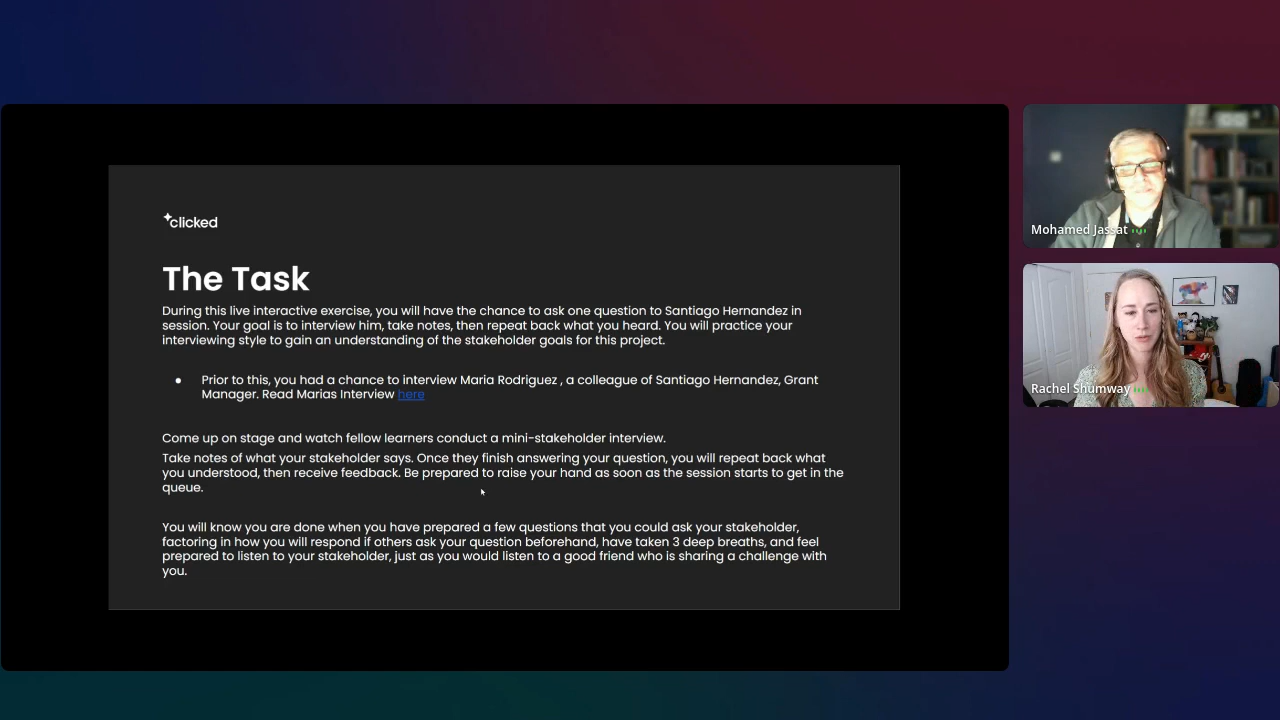 clicked
The Task
During this live interactive exercise, you will have the chance to ask one question to Santiago Hernandez in
session. Your goal is to interview him, take notes, then repeat back what you heard. You will practice your
interviewing style to gain an understanding of the stakeholder goals for this project.
● Prior to this, you had a chance to interview Maria Rodriguez , a colleague of Santiago Hernandez, Grant
Manager. Read Marias Interview here
Come up on stage and watch fellow learners conduct a mini-stakeholder interview.
Take notes of what your stakeholder says. Once they finish answering your question, you will repeat back what
you understood, then receive feedback. Be prepared to raise your hand as soon as the session starts to get in the
queue.
You will know you are done when you have prepared a few questions that you could ask your stakeholder,
factoring in how you will respond if others ask your question beforehand, have taken 3 deep breaths, and feel
prepared to listen to your stakeholder, just as you would listen to a good friend who is sharing a challenge with
you.
Mohamed Jassat
Rachel Shumway